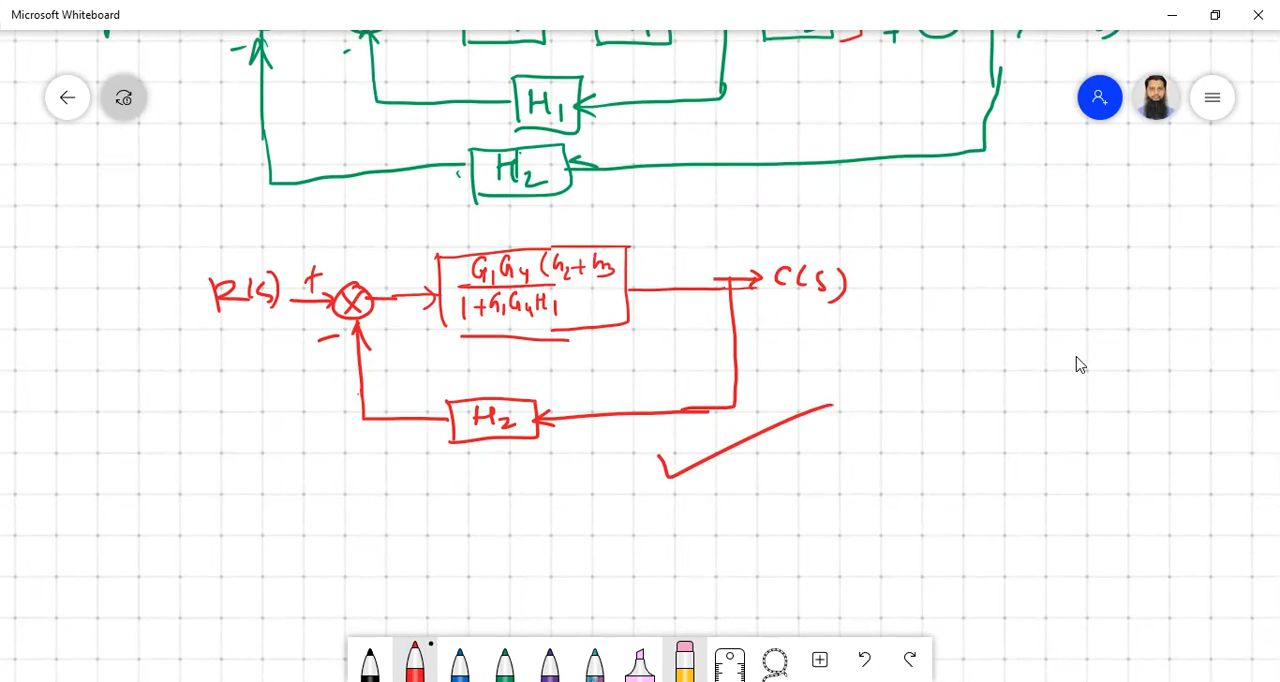 Microsoft Whiteboard
-
-
H1
H2
R(s) + G1G4 (G2+G3 C(s)
1+G1G4H1
-
H2